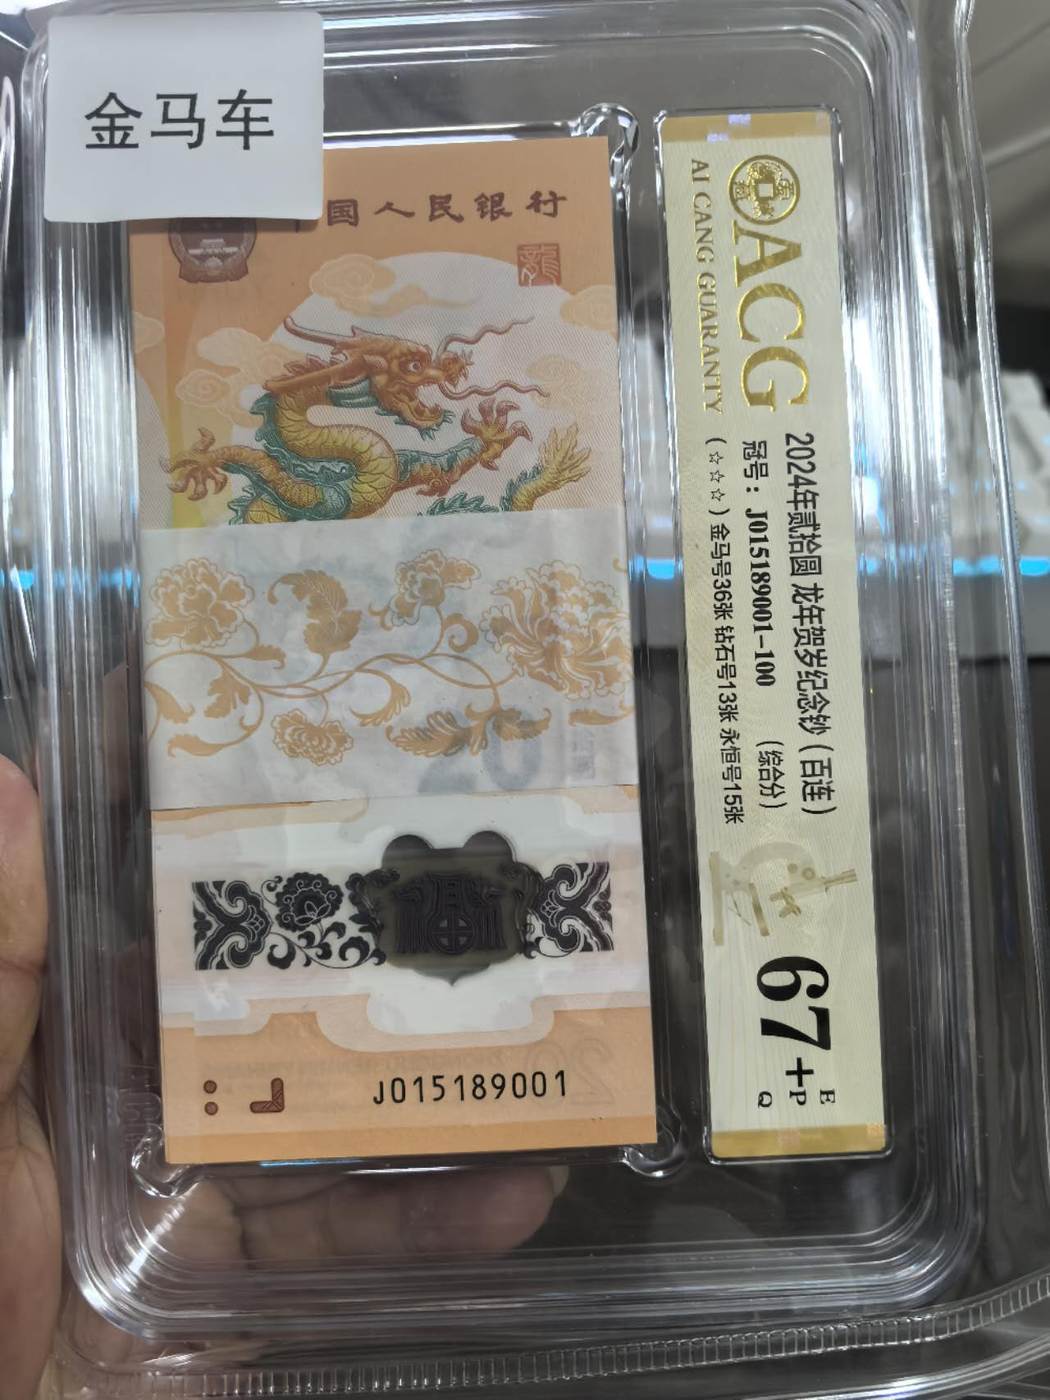 金马车
国人民银行
龍
福
J015189001
ACG
AI CANG GUARANTY
2024年贰拾圆 龙年贺岁纪念钞（百连）
冠号：J015189001-100 （综合分）
（☆☆☆）金马号36张 钻石号13张 永恒号15张
67+
E
P
Q